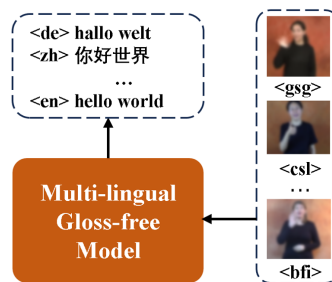 <de> hallo welt
<zh> 你好世界
...
<en> hello world
Multi-lingual
Gloss-free
Model
<gsg>
<csl>
...
<bfi>